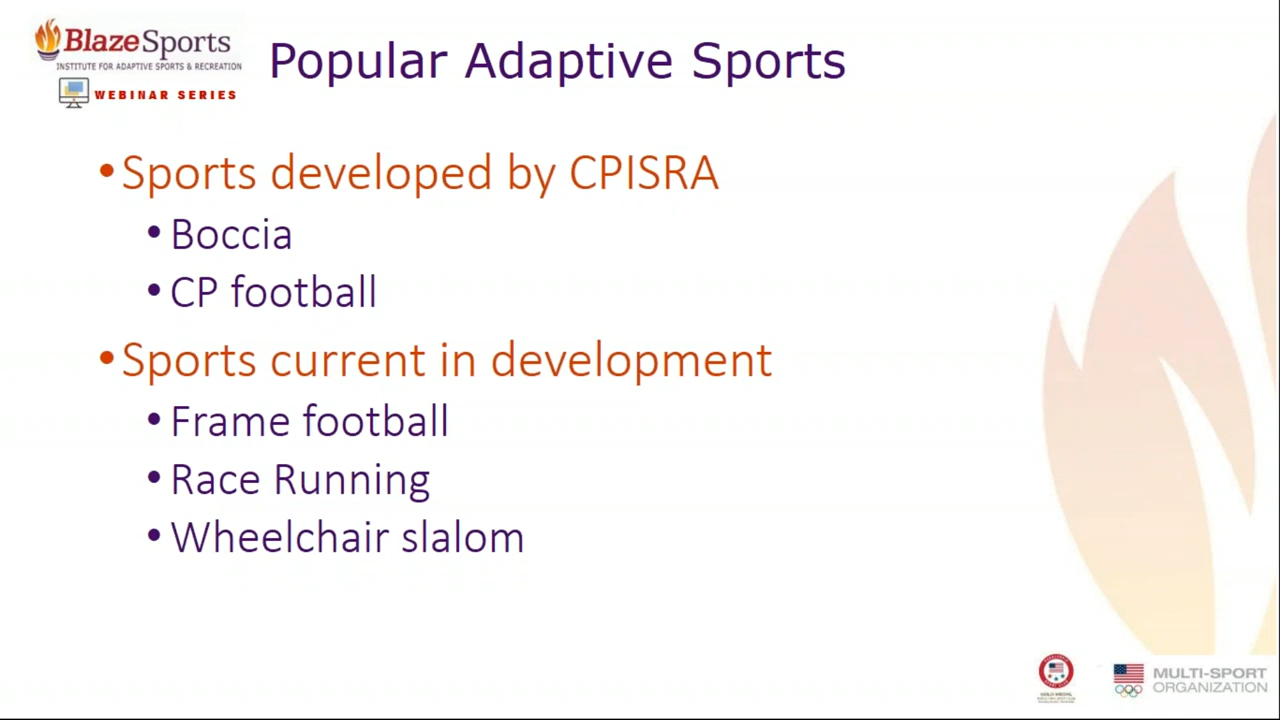 BlazeSports
INSTITUTE FOR ADAPTIVE SPORTS & RECREATION
WEBINAR SERIES
Popular Adaptive Sports
•Sports developed by CPISRA
•Boccia
•CP football
•Sports current in development
•Frame football
•Race Running
•Wheelchair slalom
MULTI-SPORT
ORGANIZATION